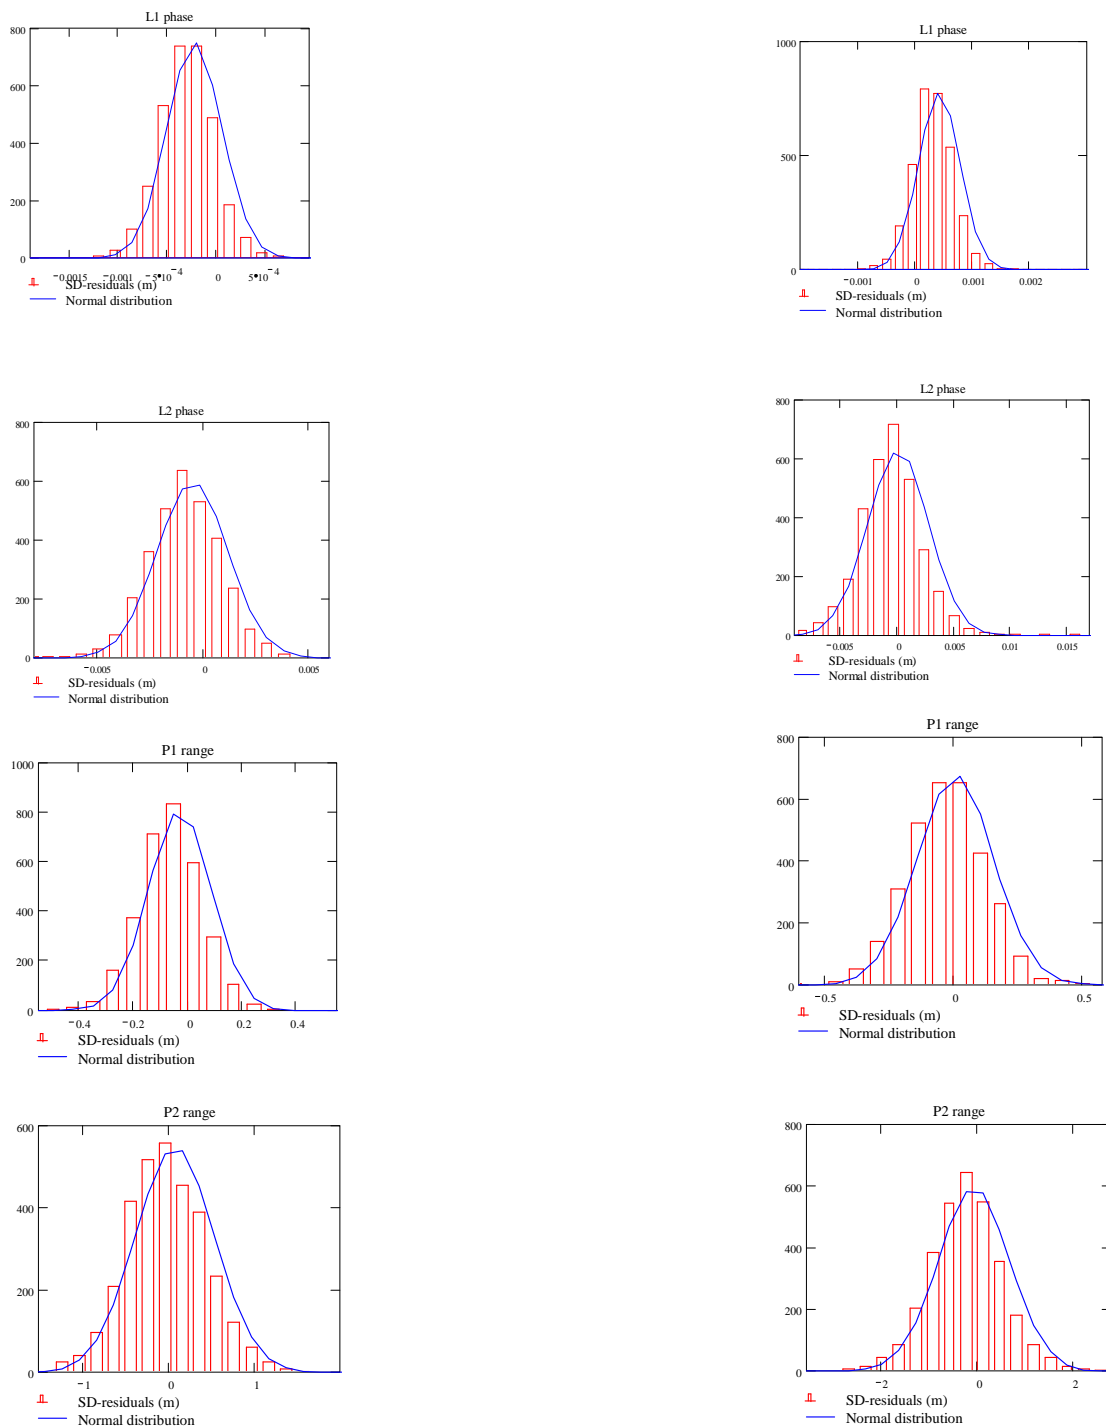 L1 phase
800
600
400
200
0
−0.0015 −0.001 −5•10⁻⁴ 0 5•10⁻⁴
SD-residuals (m)
Normal distribution
L1 phase
1000
500
0
−0.001 0 0.001 0.002
SD-residuals (m)
Normal distribution
L2 phase
800
600
400
200
0
−0.005 0 0.005
SD-residuals (m)
Normal distribution
L2 phase
800
600
400
200
0
−0.005 0 0.005 0.01 0.015
SD-residuals (m)
Normal distribution
P1 range
1000
800
600
400
200
0
−0.4 −0.2 0 0.2 0.4
SD-residuals (m)
Normal distribution
P1 range
800
600
400
200
0
−0.5 0 0.5
SD-residuals (m)
Normal distribution
P2 range
600
400
200
0
−1 0 1
SD-residuals (m)
Normal distribution
P2 range
800
600
400
200
0
−2 0 2
SD-residuals (m)
Normal distribution